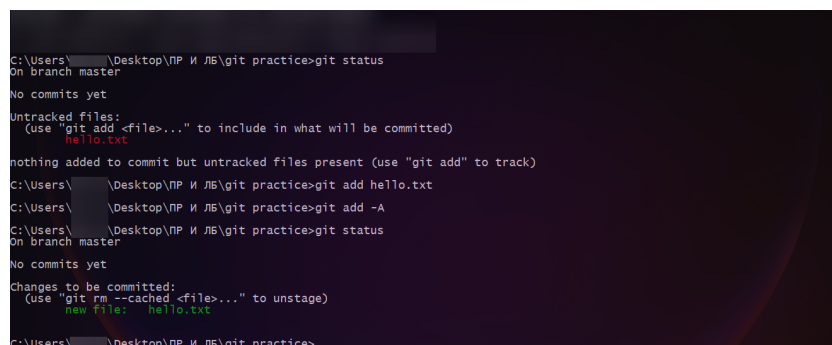 C:\Users\ \Desktop\ПР И ЛБ\git practice>git status
On branch master
No commits yet
Untracked files:
(use "git add <file>..." to include in what will be committed)
hello.txt
nothing added to commit but untracked files present (use "git add" to track)
C:\Users\ \Desktop\ПР И ЛБ\git practice>git add hello.txt
C:\Users\ \Desktop\ПР И ЛБ\git practice>git add -A
C:\Users\ \Desktop\ПР И ЛБ\git practice>git status
On branch master
No commits yet
Changes to be committed:
(use "git rm --cached <file>..." to unstage)
new file: hello.txt
C:\Users\ \Desktop\ПР И ЛБ\git practice>